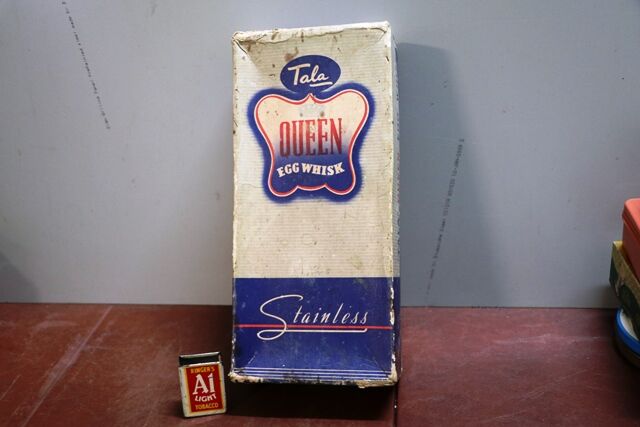 Tala
QUEEN
EGG WHISK
Stainless
RINGER'S
A1
LIGHT
TOBACCO